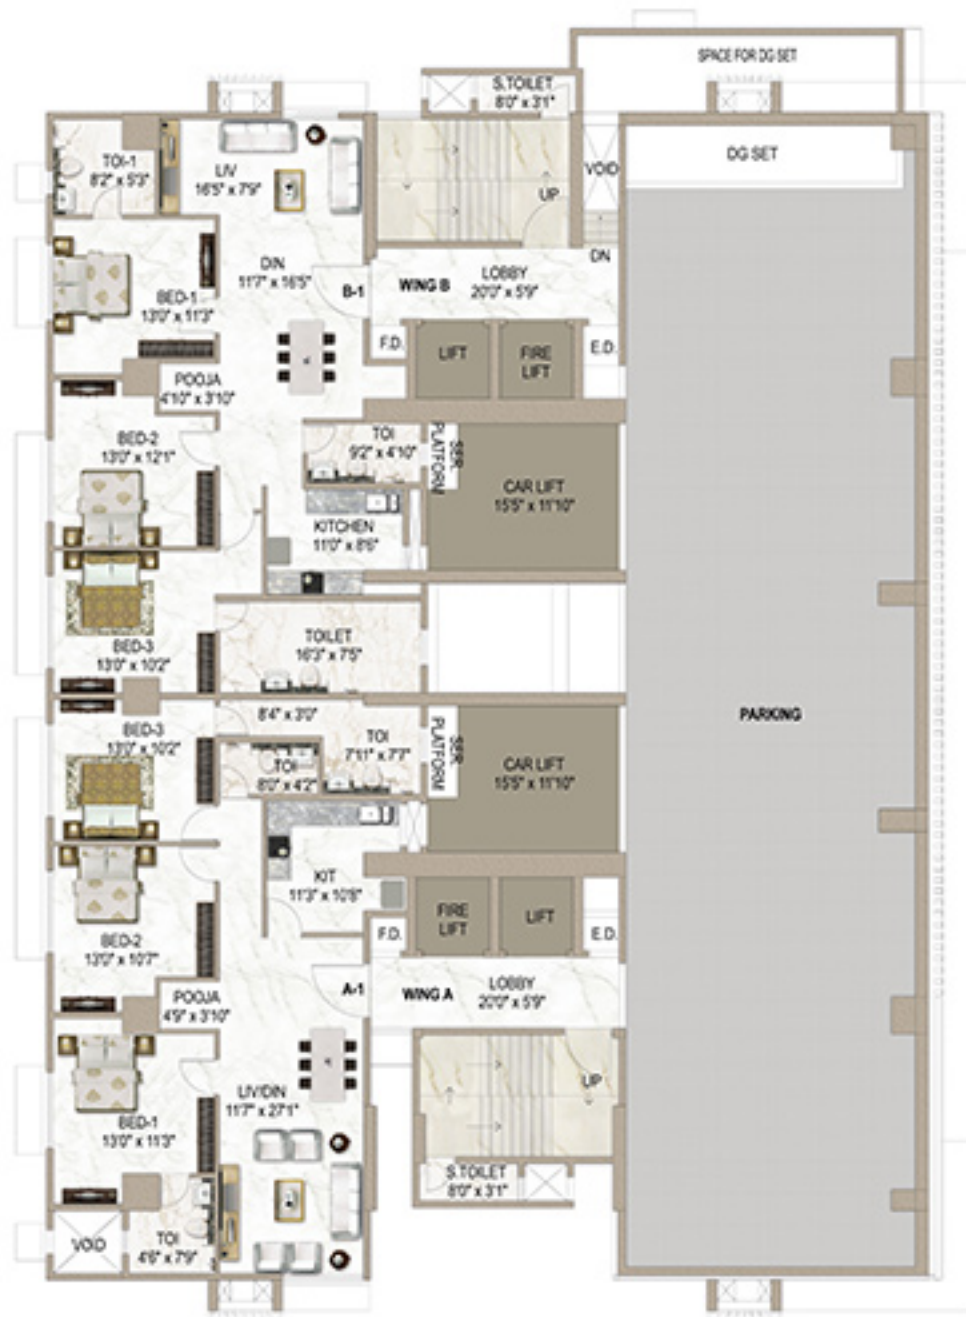 SPACE FOR DG SET
S.TOILET
8'0" x 3'1"
TOI-1
8'2" x 5'3"
LIV
16'5" x 7'9"
VOID
DG SET
UP
DN
DIN
11'7" x 16'5"
B-1
WING B
LOBBY
20'0" x 5'9"
BED-1
13'0" x 11'3"
F.D.
LIFT
FIRE
LIFT
E.D.
POOJA
4'10" x 3'10"
BED-2
13'0" x 12'1"
TOI
9'2" x 4'10"
SER.
PLATFORM
CAR LIFT
15'5" x 11'10"
KITCHEN
11'0" x 8'6"
BED-3
13'0" x 10'2"
TOILET
16'3" x 7'5"
PARKING
BED-3
13'0" x 10'2"
8'4" x 3'0"
TOI
7'11" x 7'7"
TOI
8'0" x 4'2"
SER.
PLATFORM
CAR LIFT
15'5" x 11'10"
KIT
11'3" x 10'8"
BED-2
13'0" x 10'7"
F.D.
FIRE
LIFT
LIFT
E.D.
A-1
WING A
LOBBY
20'0" x 5'9"
POOJA
4'9" x 3'10"
UP
LIV/DIN
11'7" x 27'1"
BED-1
13'0" x 11'3"
S.TOILET
8'0" x 3'1"
VOID
TOI
4'6" x 7'9"